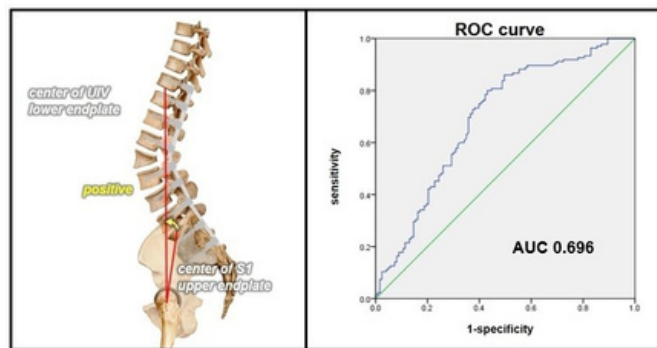 center of UIV
lower endplate
positive
center of S1
upper endplate
ROC curve
sensitivity
1.0
0.8
0.6
0.4
0.2
0.0
AUC 0.696
0.0 0.2 0.4 0.6 0.8 1.0
1-specificity